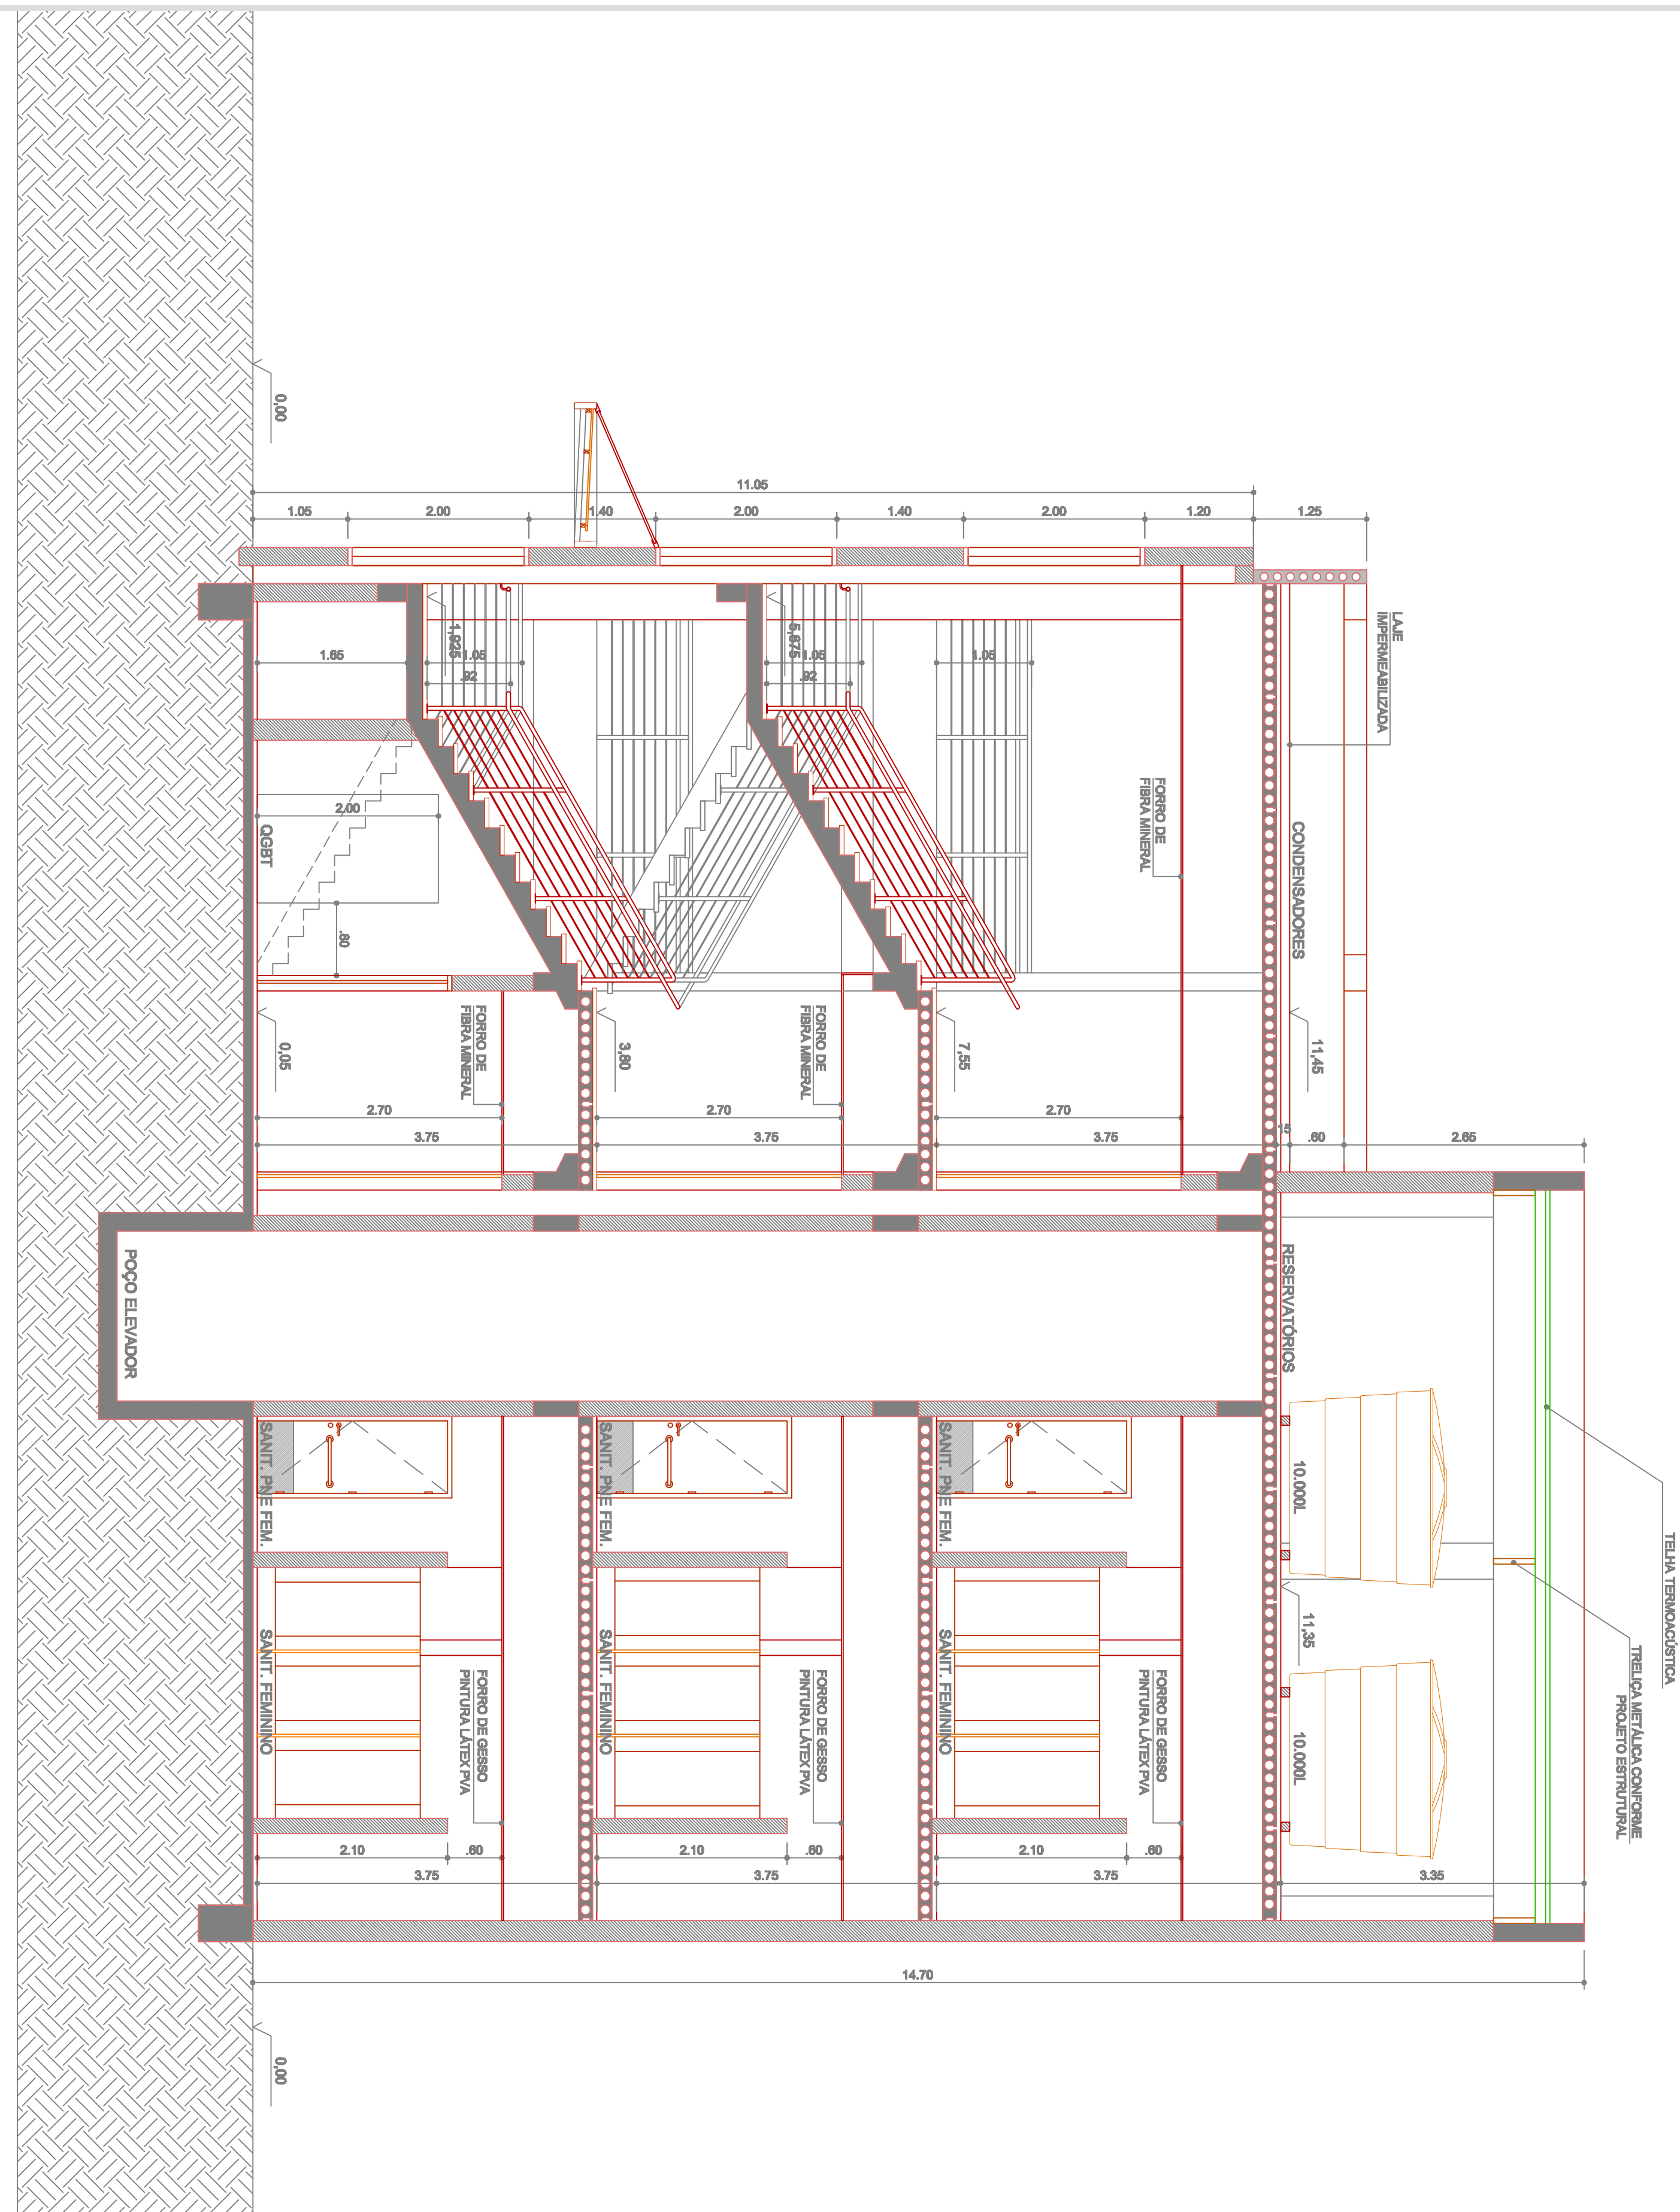 TELHA TERMOACÚSTICA
TRELIÇA METÁLICA CONFORME
PROJETO ESTRUTURAL
LAJE
IMPERMEABILIZADA
CONDENSADORES
11,45
RESERVATÓRIOS
10.000L
11,35
10.000L
1.25
15
.60
2.65
3.35
11.05
14.70
1.20
2.00
1.40
2.00
1.40
2.00
1.05
FORRO DE
FIBRA MINERAL
1.05
7,55
2.70
3.75
SANIT. PNE FEM.
SANIT. FEMININO
FORRO DE GESSO
PINTURA LÁTEX PVA
2.10
.60
3.75
5,675
1.05
.92
FORRO DE
FIBRA MINERAL
3,80
2.70
3.75
SANIT. PNE FEM.
SANIT. FEMININO
FORRO DE GESSO
PINTURA LÁTEX PVA
2.10
.60
3.75
1,925
1.05
.92
1.65
2.00
QGBT
.80
FORRO DE
FIBRA MINERAL
0,05
2.70
3.75
SANIT. PNE FEM.
SANIT. FEMININO
FORRO DE GESSO
PINTURA LÁTEX PVA
2.10
.60
3.75
0,00
POÇO ELEVADOR
0,00